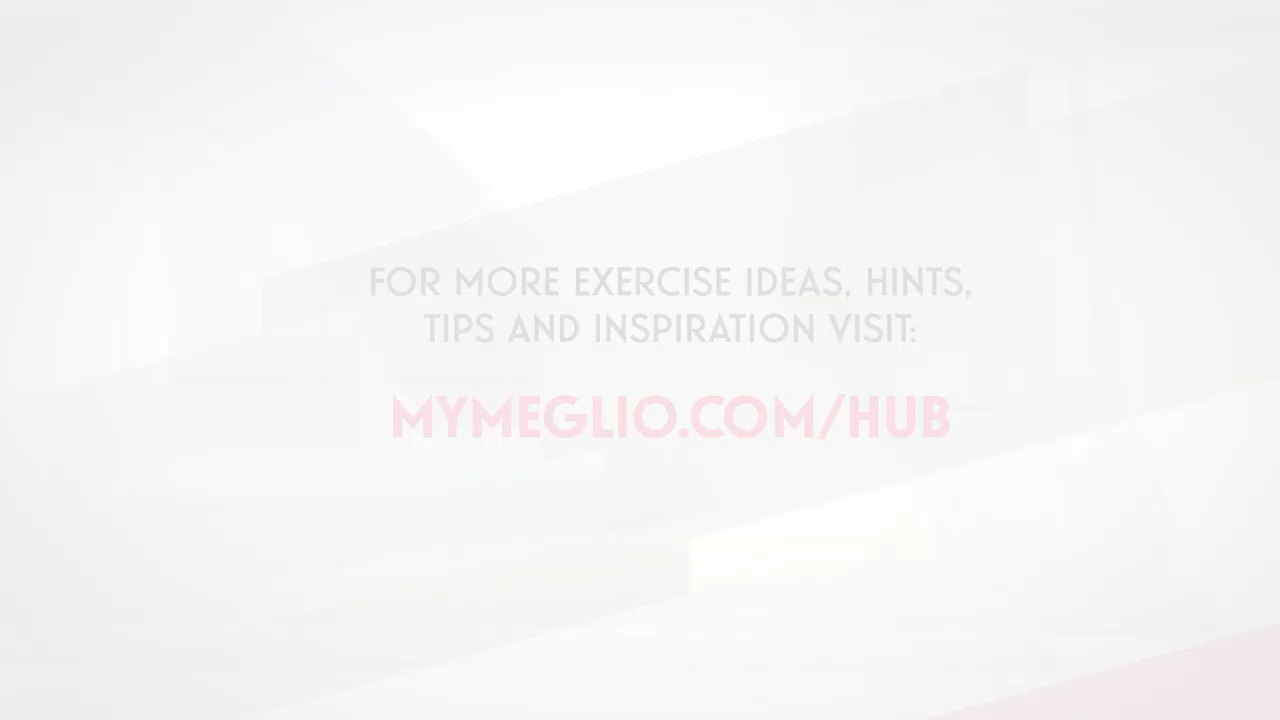 FOR MORE EXERCISE IDEAS, HINTS,
TIPS AND INSPIRATION VISIT:
MYMEGLIO.COM/HUB